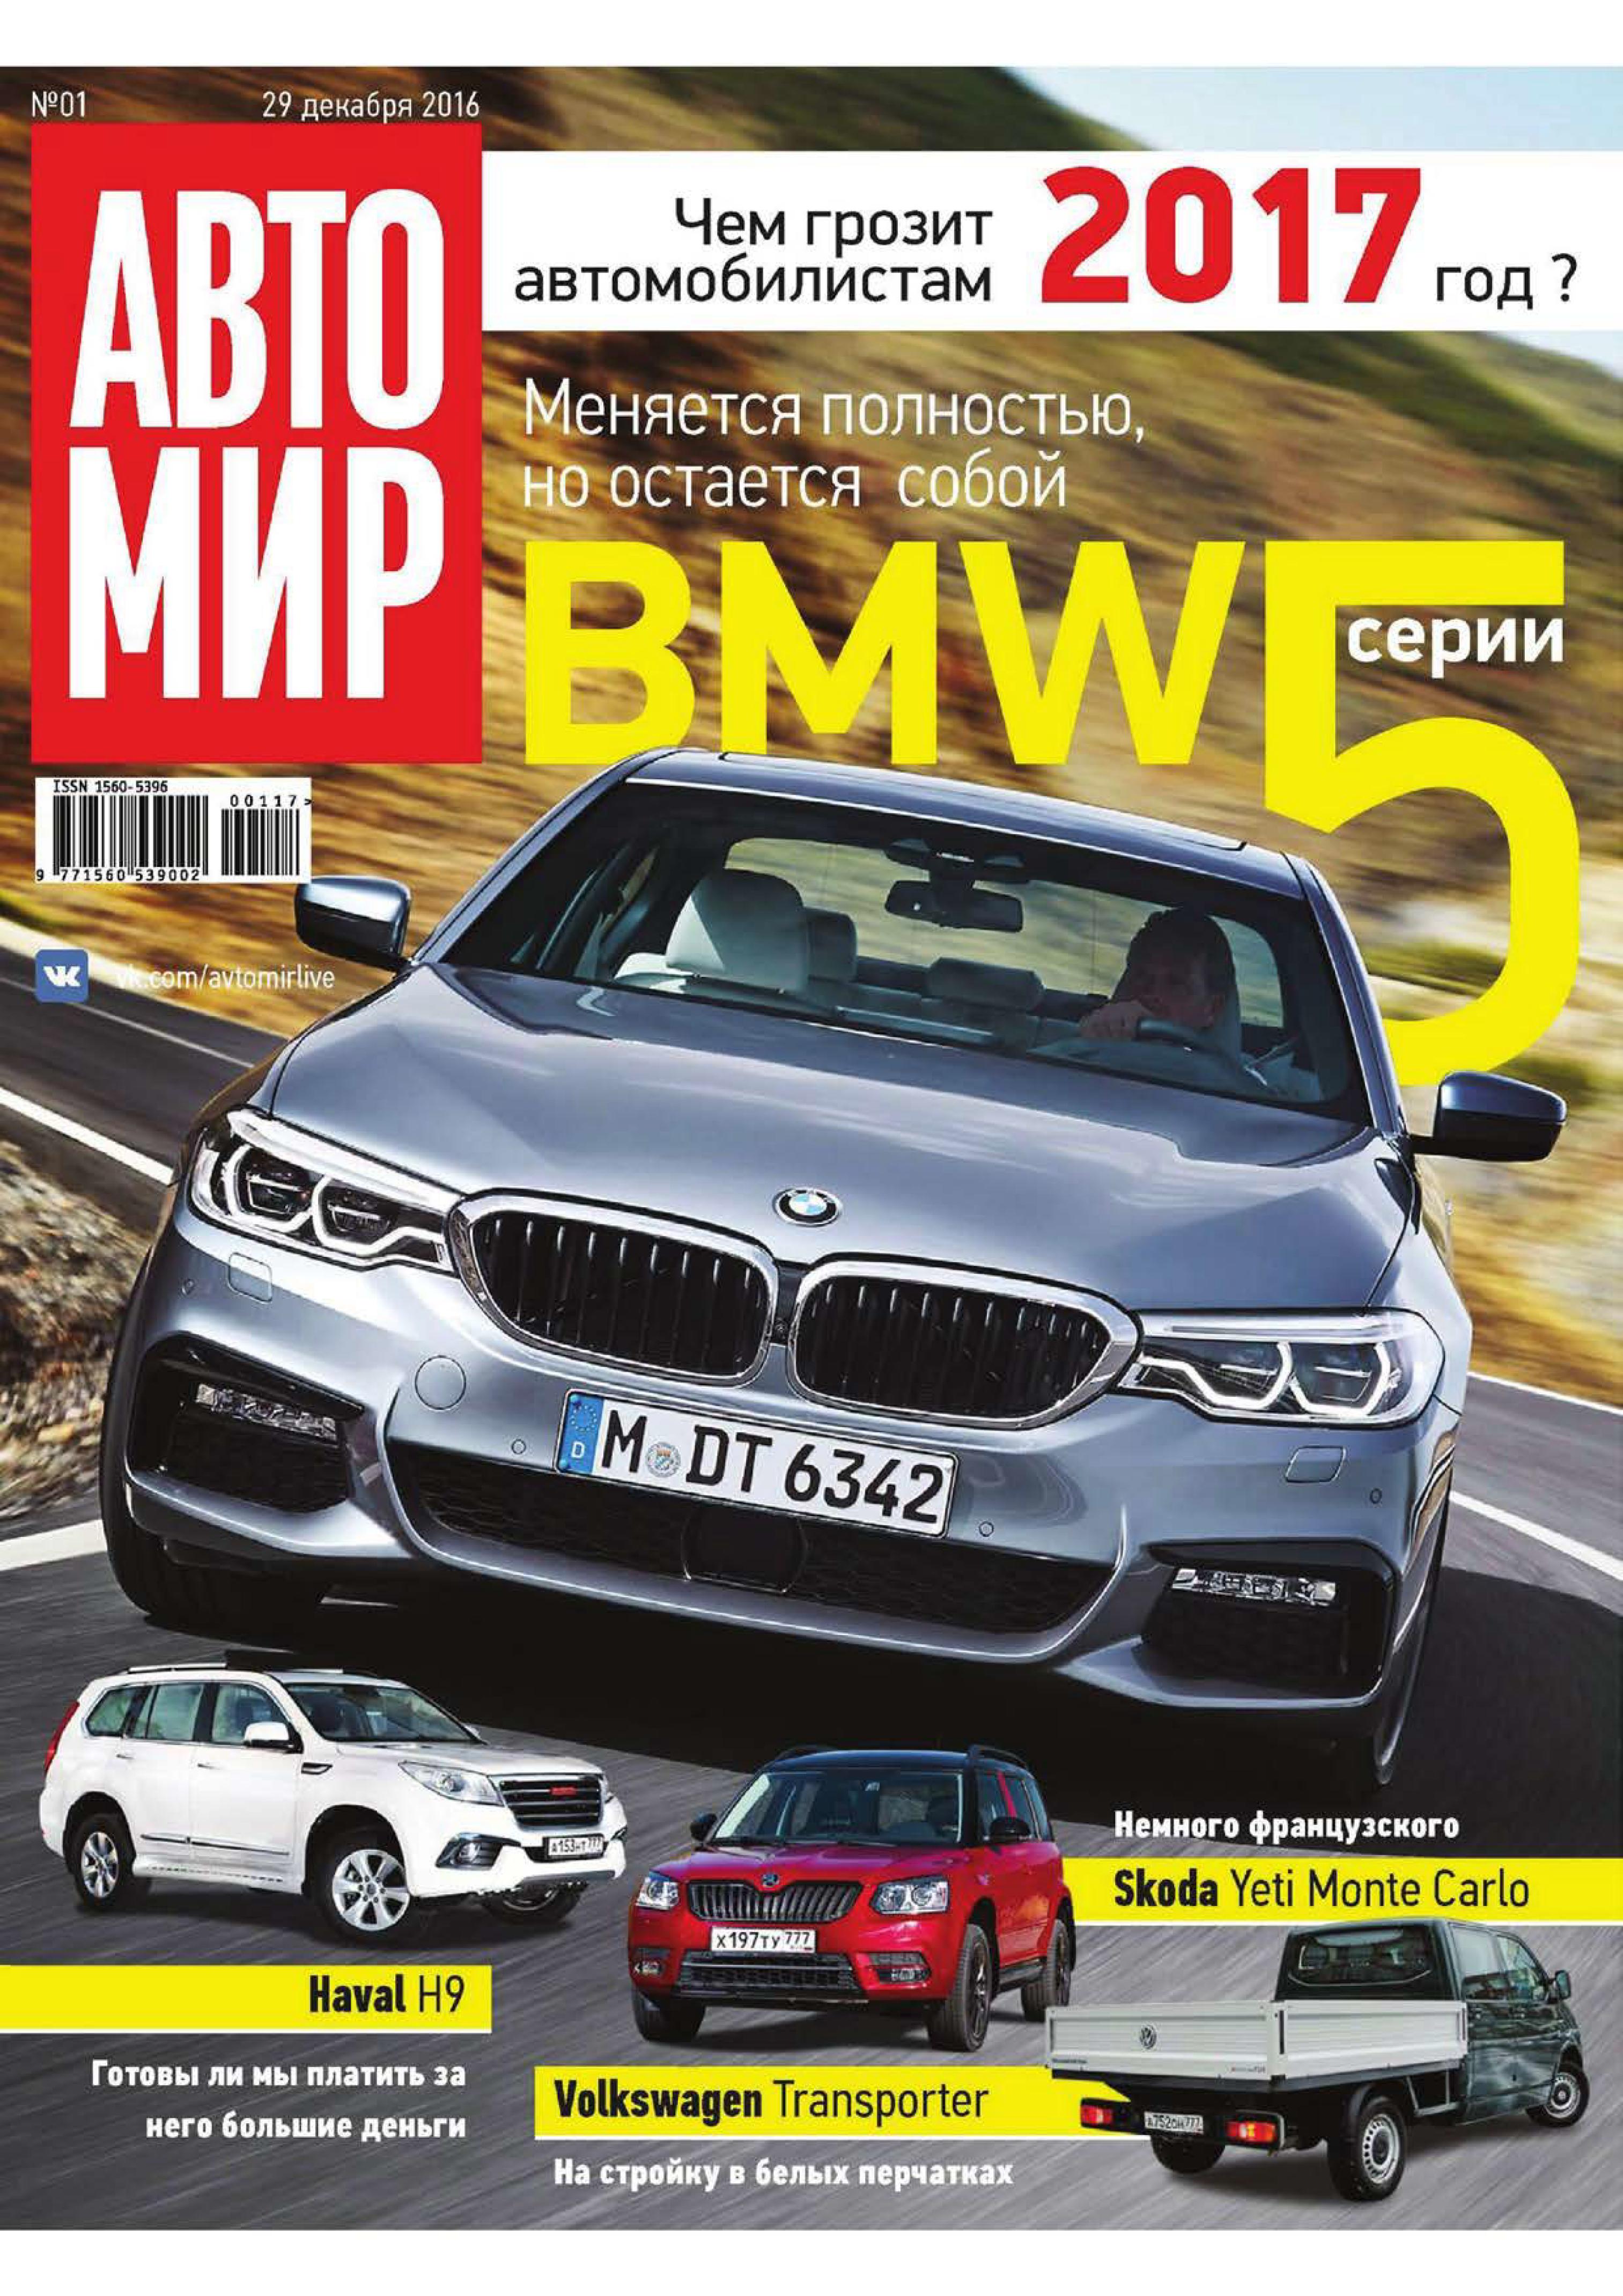 №01
29 декабря 2016
АВТО
МИР
Чем грозит
автомобилистам
2017
год ?
Меняется полностью,
но остается собой
BMW 5
серии
ISSN 1560-5396
00117>
9 771560 539002
vk.com/avtomirlive
D
M DT 6342
Немного французского
Skoda Yeti Monte Carlo
х197ту 777
Haval H9
Готовы ли мы платить за
него большие деньги
Volkswagen Transporter
На стройку в белых перчатках